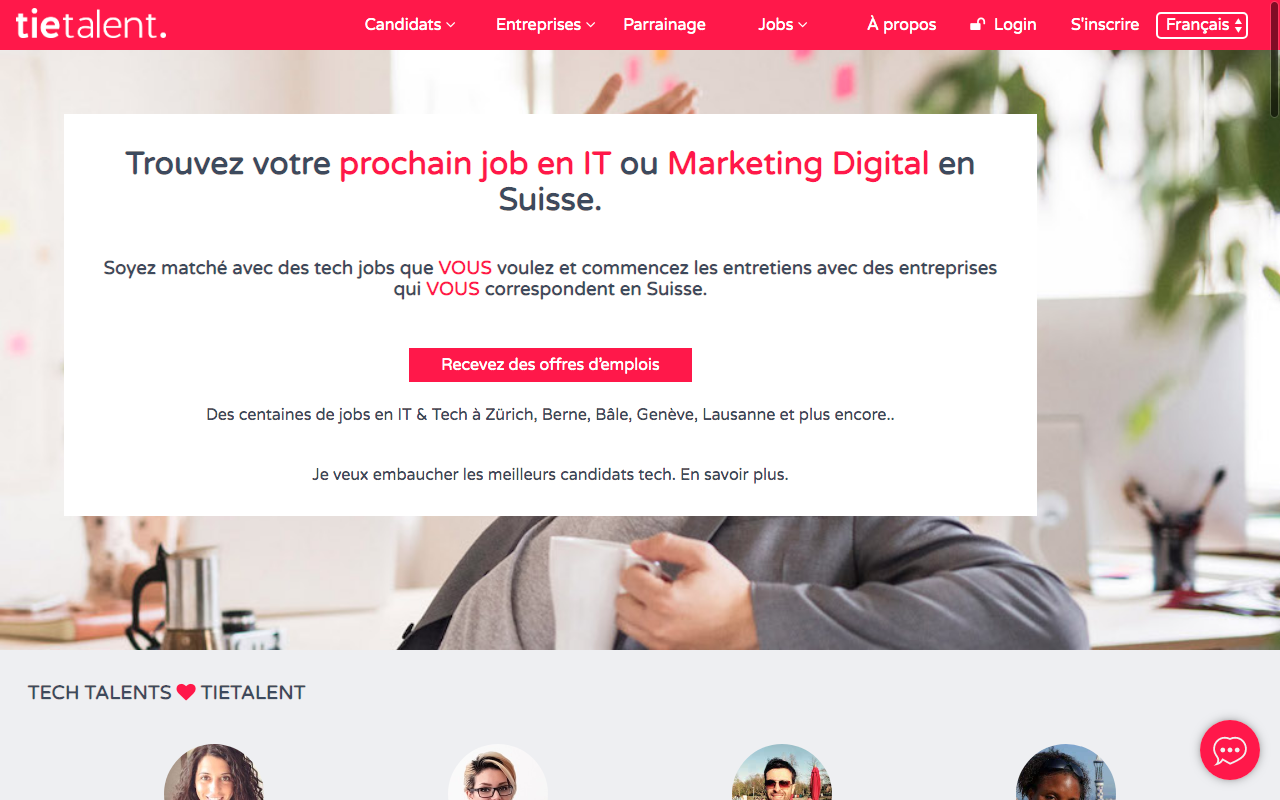 tietalent.
Candidats
Entreprises
Parrainage
Jobs
À propos
Login
S'inscrire
Français
Trouvez votre prochain job en IT ou Marketing Digital en
Suisse.
Soyez matché avec des tech jobs que VOUS voulez et commencez les entretiens avec des entreprises
qui VOUS correspondent en Suisse.
Recevez des offres d'emplois
Des centaines de jobs en IT & Tech à Zürich, Berne, Bâle, Genève, Lausanne et plus encore..
Je veux embaucher les meilleurs candidats tech. En savoir plus.
TECH TALENTS TIETALENT